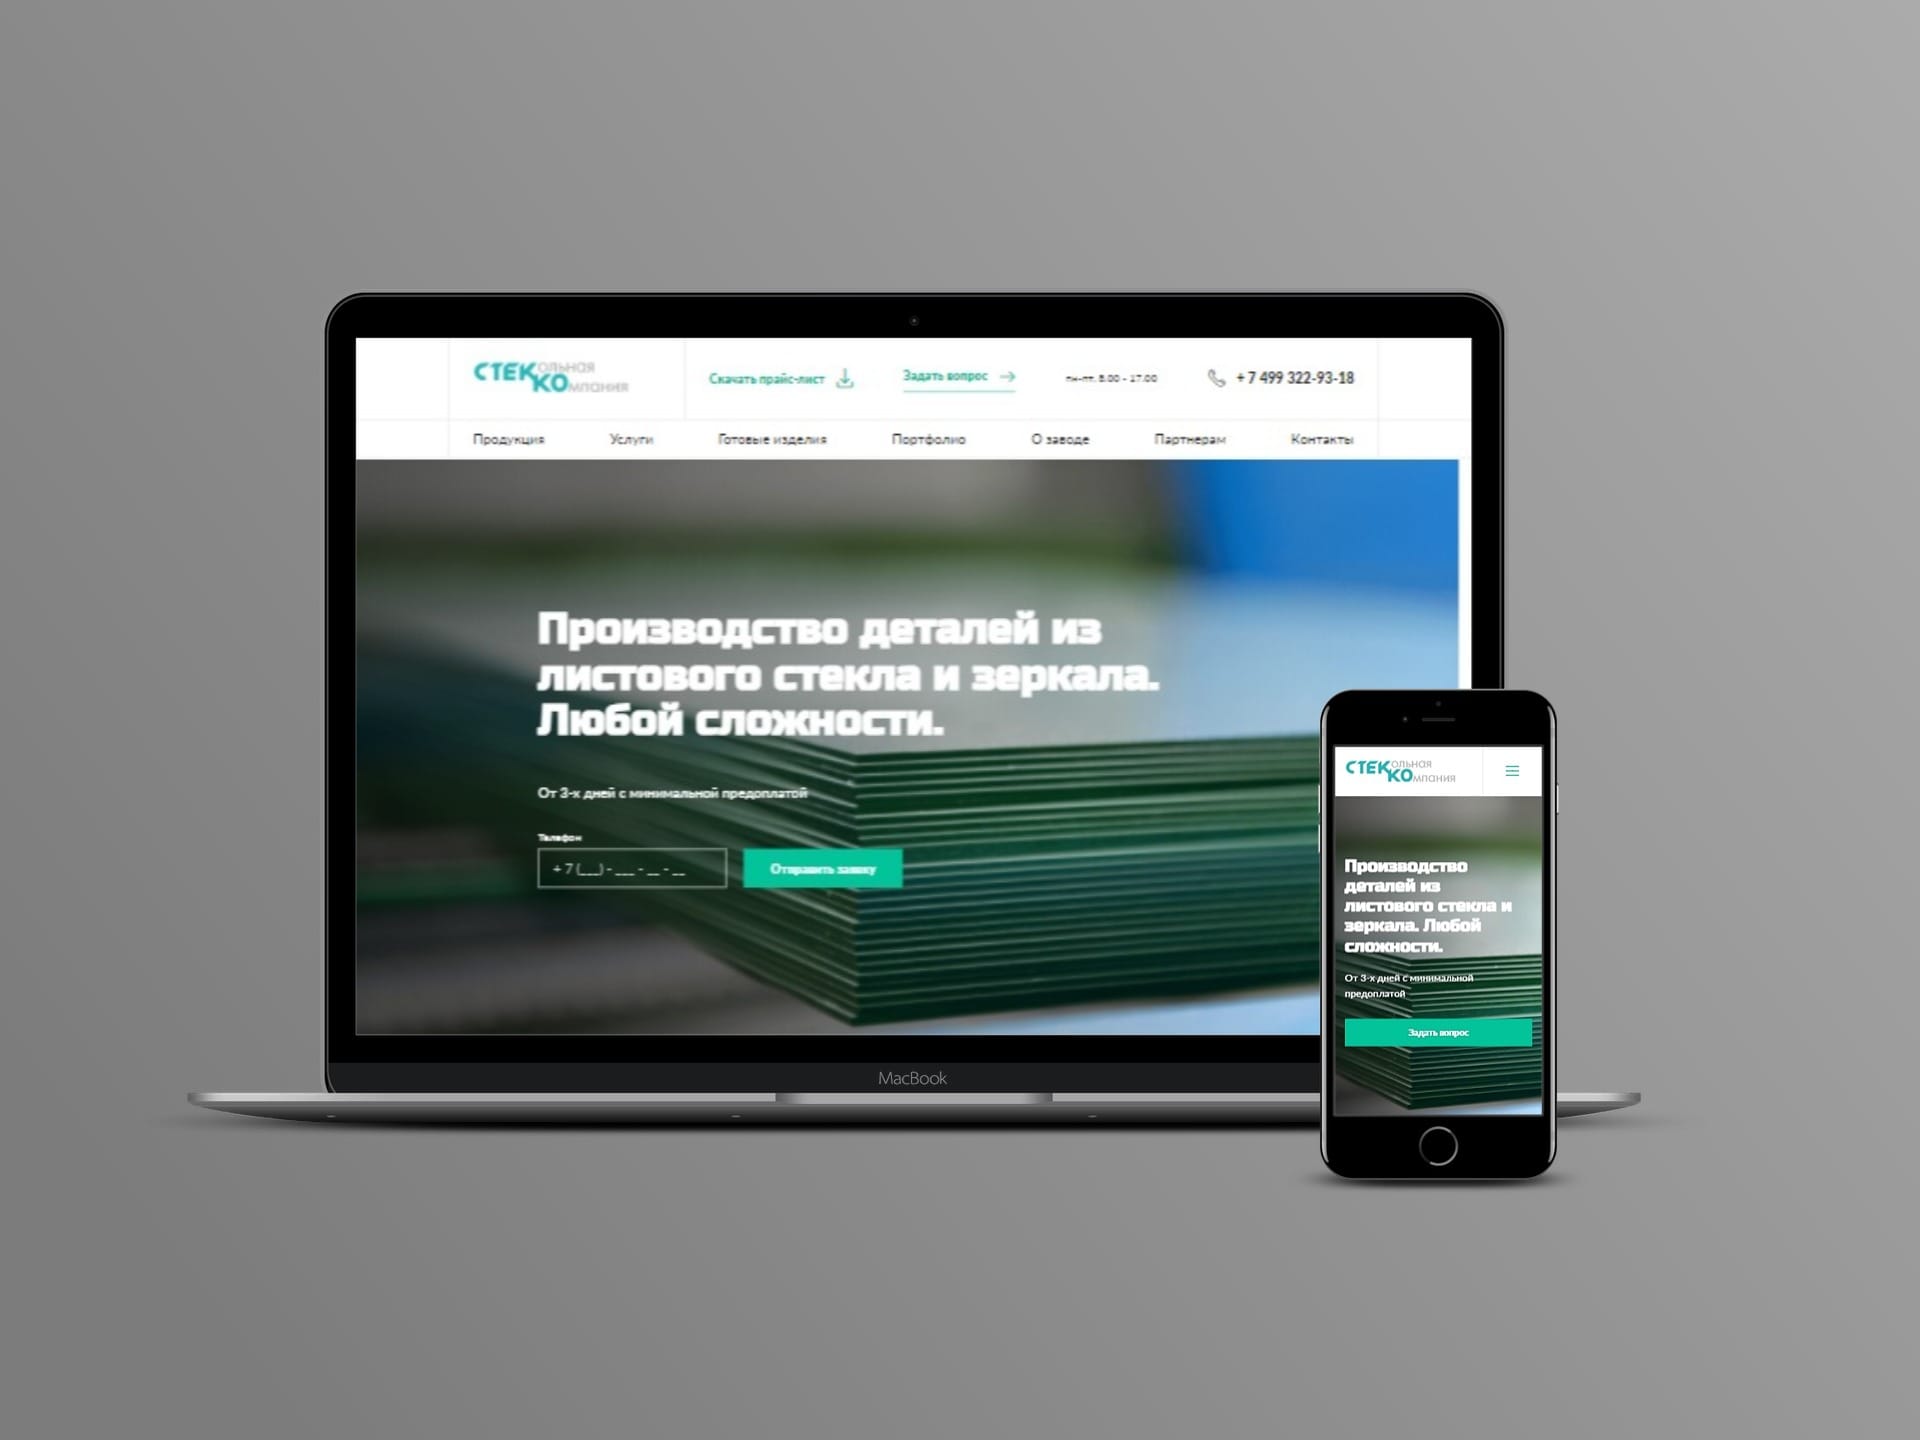 СТЕКольная
КОмпания
Скачать прайс-лист
Задать вопрос
пн-пт, 8.00 - 17.00
+7 499 322-93-18
Продукция
Услуги
Готовые изделия
Портфолио
О заводе
Партнерам
Контакты
Производство деталей из
листового стекла и зеркала.
Любой сложности.
От 3-х дней с минимальной предоплатой
Телефон
+ 7 (___) - ___ - __ - __
Отправить заявку
MacBook
СТЕКольная
КОмпания
Производство
деталей из
листового стекла и
зеркала. Любой
сложности.
От 3-х дней с минимальной
предоплатой
Задать вопрос